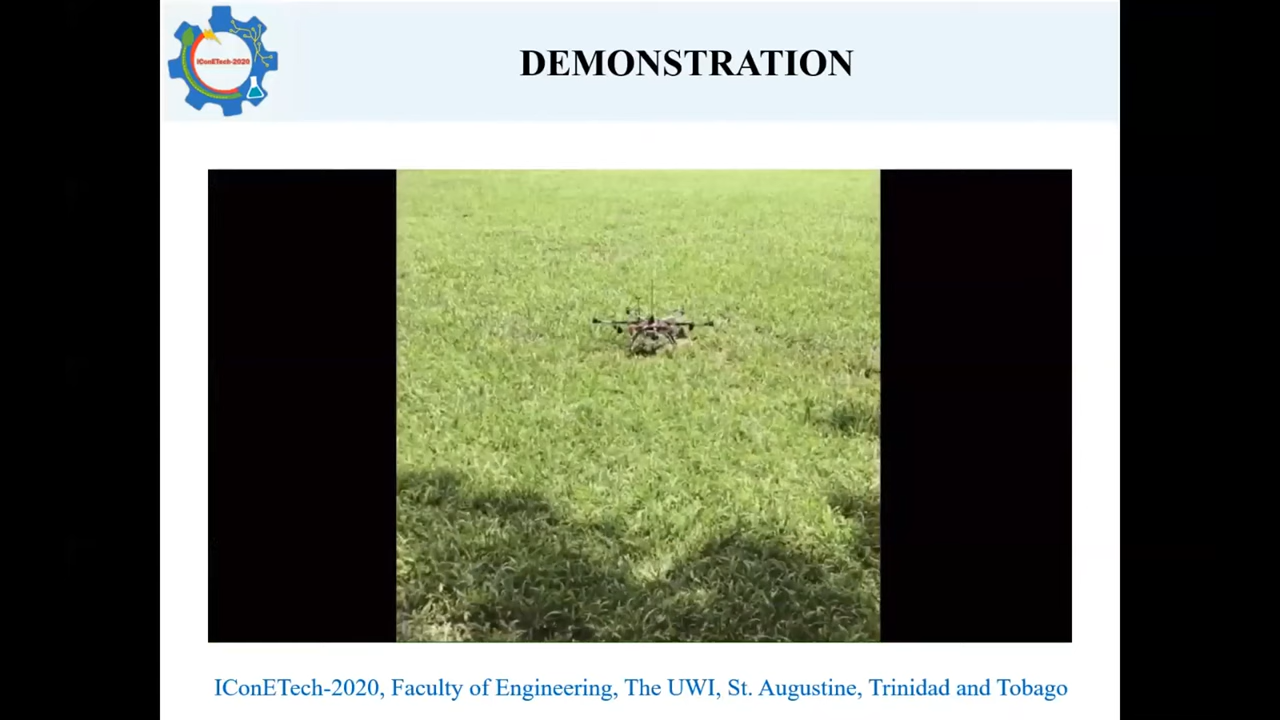 IConETech-2020
DEMONSTRATION
IConETech-2020, Faculty of Engineering, The UWI, St. Augustine, Trinidad and Tobago